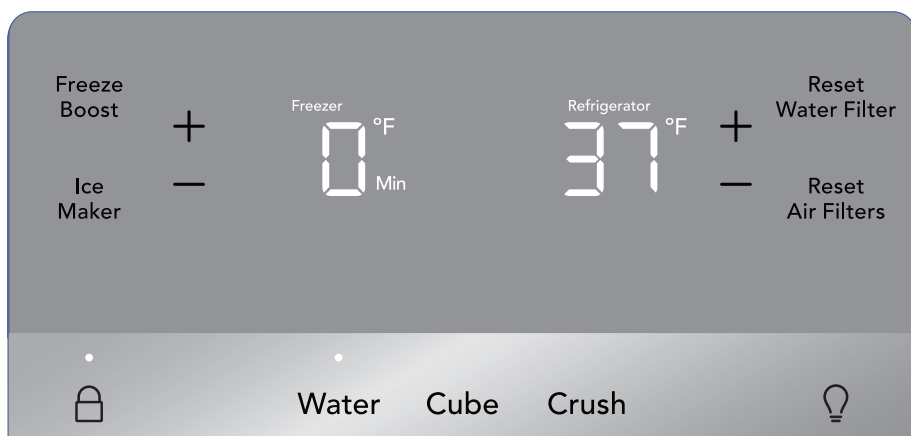 Freeze
Boost
+
Freezer
0 °F
Min
Refrigerator
37 °F
+
Reset
Water Filter
Ice
Maker
−
−
Reset
Air Filters
Water Cube Crush